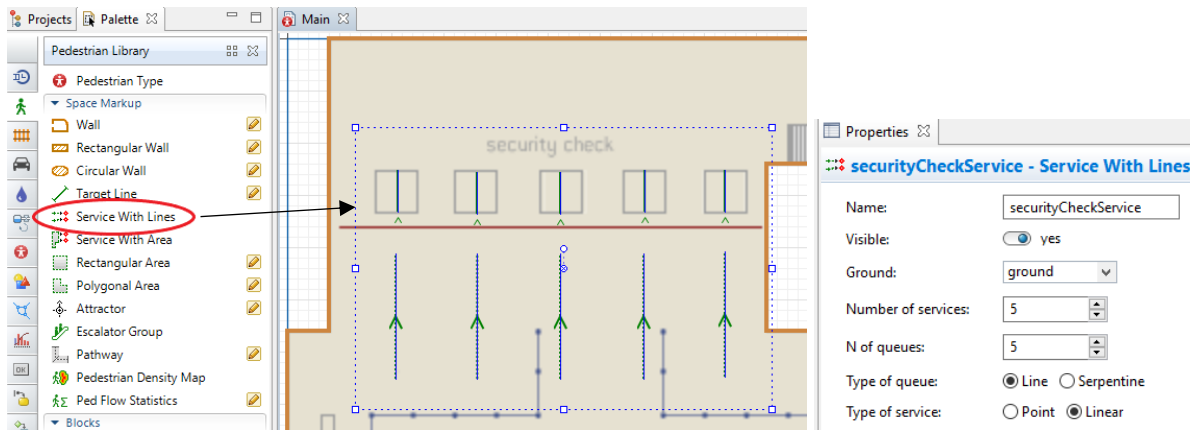 Projects
Palette
Main
Pedestrian Library
Pedestrian Type
Space Markup
Wall
Rectangular Wall
Circular Wall
Target Line
Service With Lines
Service With Area
Rectangular Area
Polygonal Area
Attractor
Escalator Group
Pathway
Pedestrian Density Map
Ped Flow Statistics
Blocks
OK
security check
Properties
securityCheckService - Service With Lines
Name: securityCheckService
Visible: yes
Ground: ground
Number of services: 5
N of queues: 5
Type of queue: Line Serpentine
Type of service: Point Linear